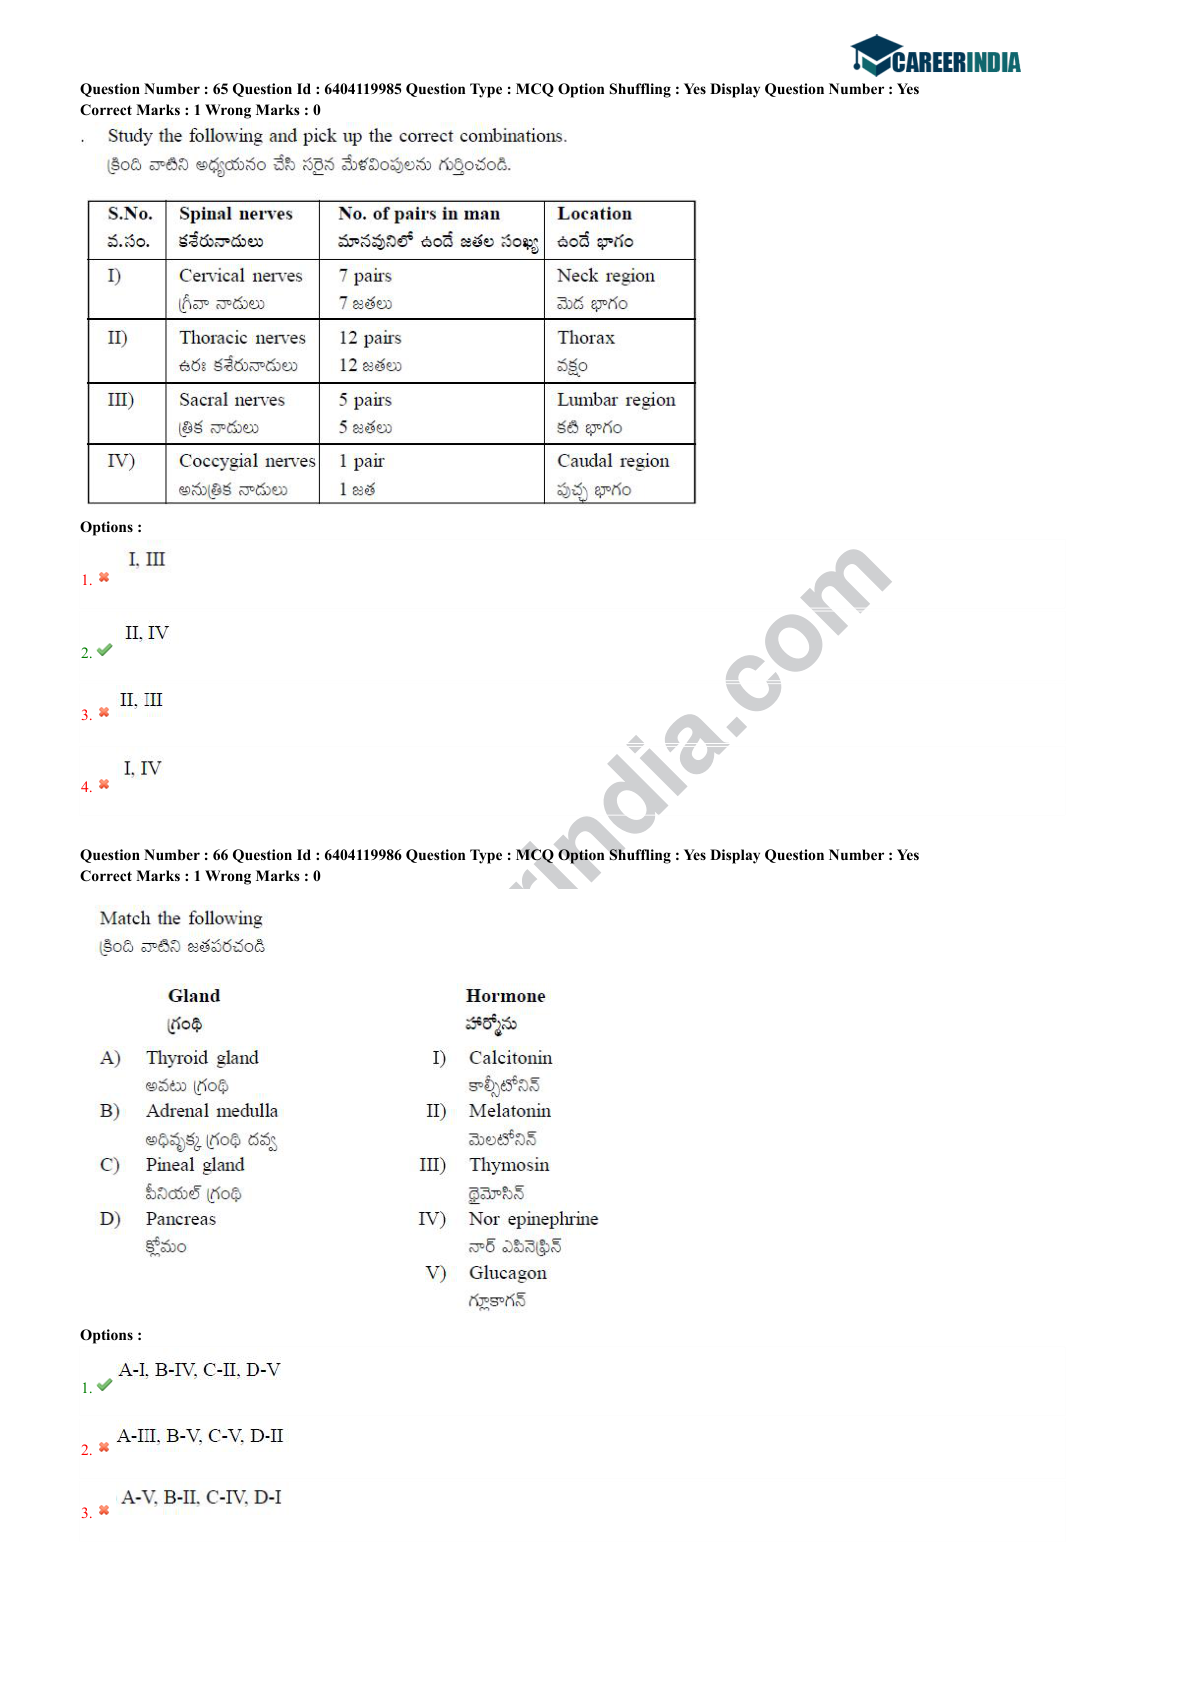 CAREERINDIA
Question Number : 65 Question Id : 6404119985 Question Type : MCQ Option Shuffling : Yes Display Question Number : Yes
Correct Marks : 1 Wrong Marks : 0
. Study the following and pick up the correct combinations.
క్రింది వాటిని అధ్యయనం చేసి సరైన మేళవింపులను గుర్తించండి.
S.No. Spinal nerves No. of pairs in man Location
వ.సం. కశేరునాడులు మానవునిలో ఉండే జతల సంఖ్య ఉండే భాగం
I) Cervical nerves 7 pairs Neck region
గ్రీవా నాడులు 7 జతలు మెడ భాగం
II) Thoracic nerves 12 pairs Thorax
ఉరః కశేరునాడులు 12 జతలు వక్షం
III) Sacral nerves 5 pairs Lumbar region
త్రిక నాడులు 5 జతలు కటి భాగం
IV) Coccygial nerves 1 pair Caudal region
అనుత్రిక నాడులు 1 జత పుచ్ఛ భాగం
Options :
I, III
1.
II, IV
2.
II, III
3.
I, IV
4.
rindia.com
Question Number : 66 Question Id : 6404119986 Question Type : MCQ Option Shuffling : Yes Display Question Number : Yes
Correct Marks : 1 Wrong Marks : 0
Match the following
క్రింది వాటిని జతపరచండి
Gland Hormone
గ్రంథి హార్మోను
A) Thyroid gland I) Calcitonin
అవటు గ్రంథి కాల్సిటోనిన్
B) Adrenal medulla II) Melatonin
అధివృక్క గ్రంథి దవ్వ మెలటోనిన్
C) Pineal gland III) Thymosin
పీనియల్ గ్రంథి థైమోసిన్
D) Pancreas IV) Nor epinephrine
క్లోమం నార్ ఎపినెఫ్రిన్
V) Glucagon
గ్లూకాగన్
Options :
A-I, B-IV, C-II, D-V
1.
A-III, B-V, C-V, D-II
2.
A-V, B-II, C-IV, D-I
3.